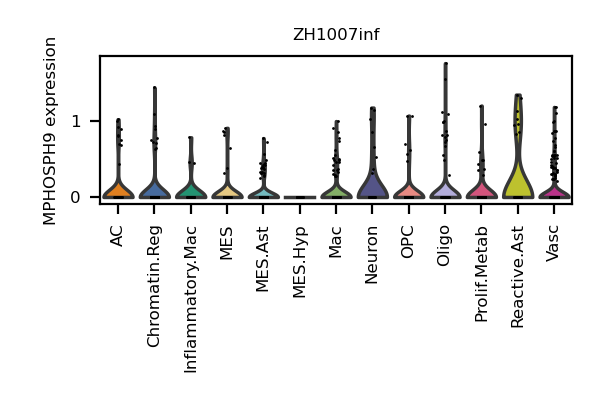 ZH1007inf
MPHOSPH9 expression
1
0
AC
Chromatin.Reg
Inflammatory.Mac
MES
MES.Ast
MES.Hyp
Mac
Neuron
OPC
Oligo
Prolif.Metab
Reactive.Ast
Vasc